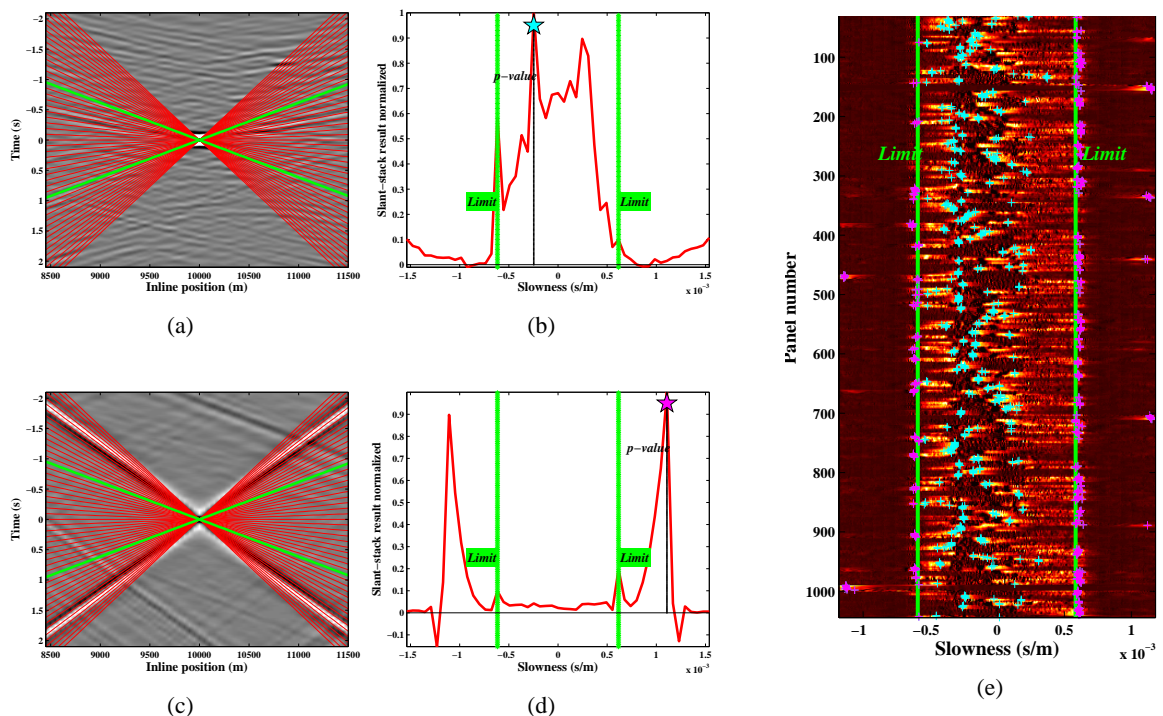 −2
−1.5
−1
−0.5
0
0.5
1
1.5
2
Time (s)
8500 9000 9500 10000 10500 11000 11500
Inline position (m)
(a)
1
0.9
0.8
0.7
0.6
0.5
0.4
0.3
0.2
0.1
0
Slant−stack result normalized
p−value
Limit
Limit
−1.5 −1 −0.5 0 0.5 1 1.5
Slowness (s/m)
x 10⁻³
(b)
−2
−1.5
−1
−0.5
0
0.5
1
1.5
2
Time (s)
8500 9000 9500 10000 10500 11000 11500
Inline position (m)
(c)
0.9
0.8
0.7
0.6
0.5
0.4
0.3
0.2
0.1
0
−0.1
Slant−stack result normalized
p−value
Limit
Limit
−1.5 −1 −0.5 0 0.5 1 1.5
Slowness (s/m)
x 10⁻³
(d)
100
200
300
400
500
600
700
800
900
1000
Panel number
Limit
Limit
−1 −0.5 0 0.5 1
Slowness (s/m)
x 10⁻³
(e)